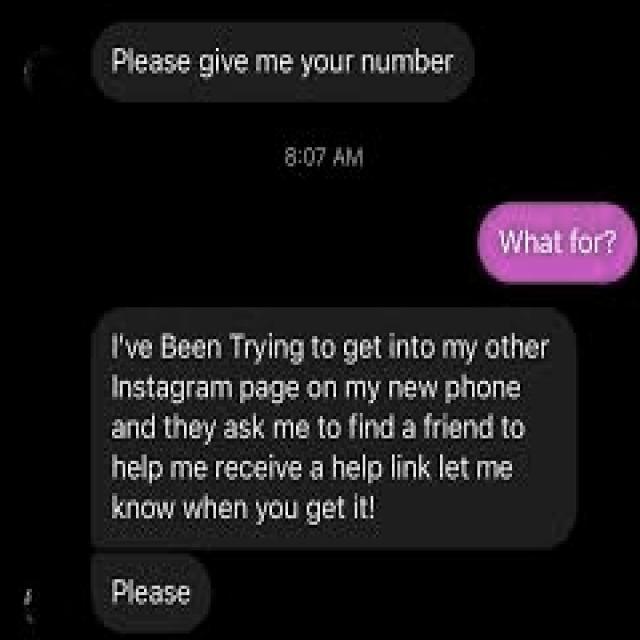 Please give me your number
8:07 AM
What for?
I've Been Trying to get into my other
Instagram page on my new phone
and they ask me to find a friend to
help me receive a help link let me
know when you get it!
Please